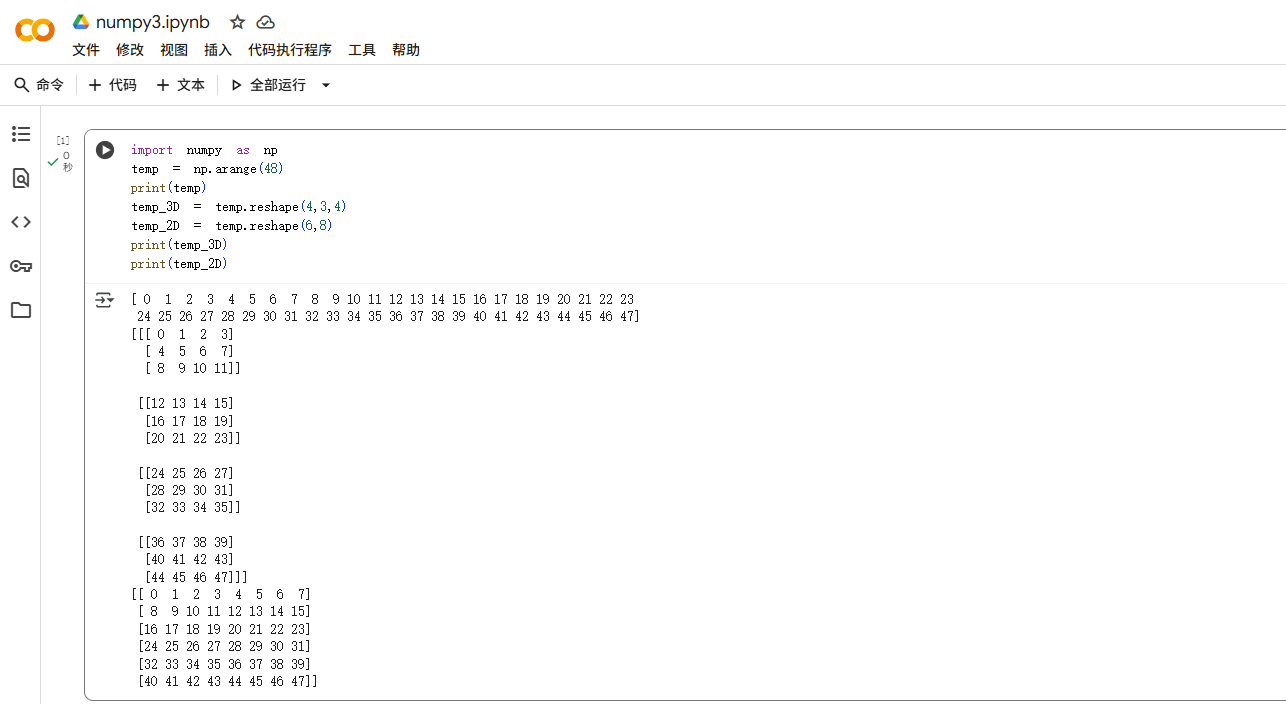 numpy3.ipynb
文件 修改 视图 插入 代码执行程序 工具 帮助
命令 + 代码 + 文本 全部运行
[1]
0
秒
import numpy as np
temp = np.arange(48)
print(temp)
temp_3D = temp.reshape(4,3,4)
temp_2D = temp.reshape(6,8)
print(temp_3D)
print(temp_2D)
[ 0  1  2  3  4  5  6  7  8  9 10 11 12 13 14 15 16 17 18 19 20 21 22 23
 24 25 26 27 28 29 30 31 32 33 34 35 36 37 38 39 40 41 42 43 44 45 46 47]
[[[ 0  1  2  3]
  [ 4  5  6  7]
  [ 8  9 10 11]]
 [[12 13 14 15]
  [16 17 18 19]
  [20 21 22 23]]
 [[24 25 26 27]
  [28 29 30 31]
  [32 33 34 35]]
 [[36 37 38 39]
  [40 41 42 43]
  [44 45 46 47]]]
[[ 0  1  2  3  4  5  6  7]
 [ 8  9 10 11 12 13 14 15]
 [16 17 18 19 20 21 22 23]
 [24 25 26 27 28 29 30 31]
 [32 33 34 35 36 37 38 39]
 [40 41 42 43 44 45 46 47]]